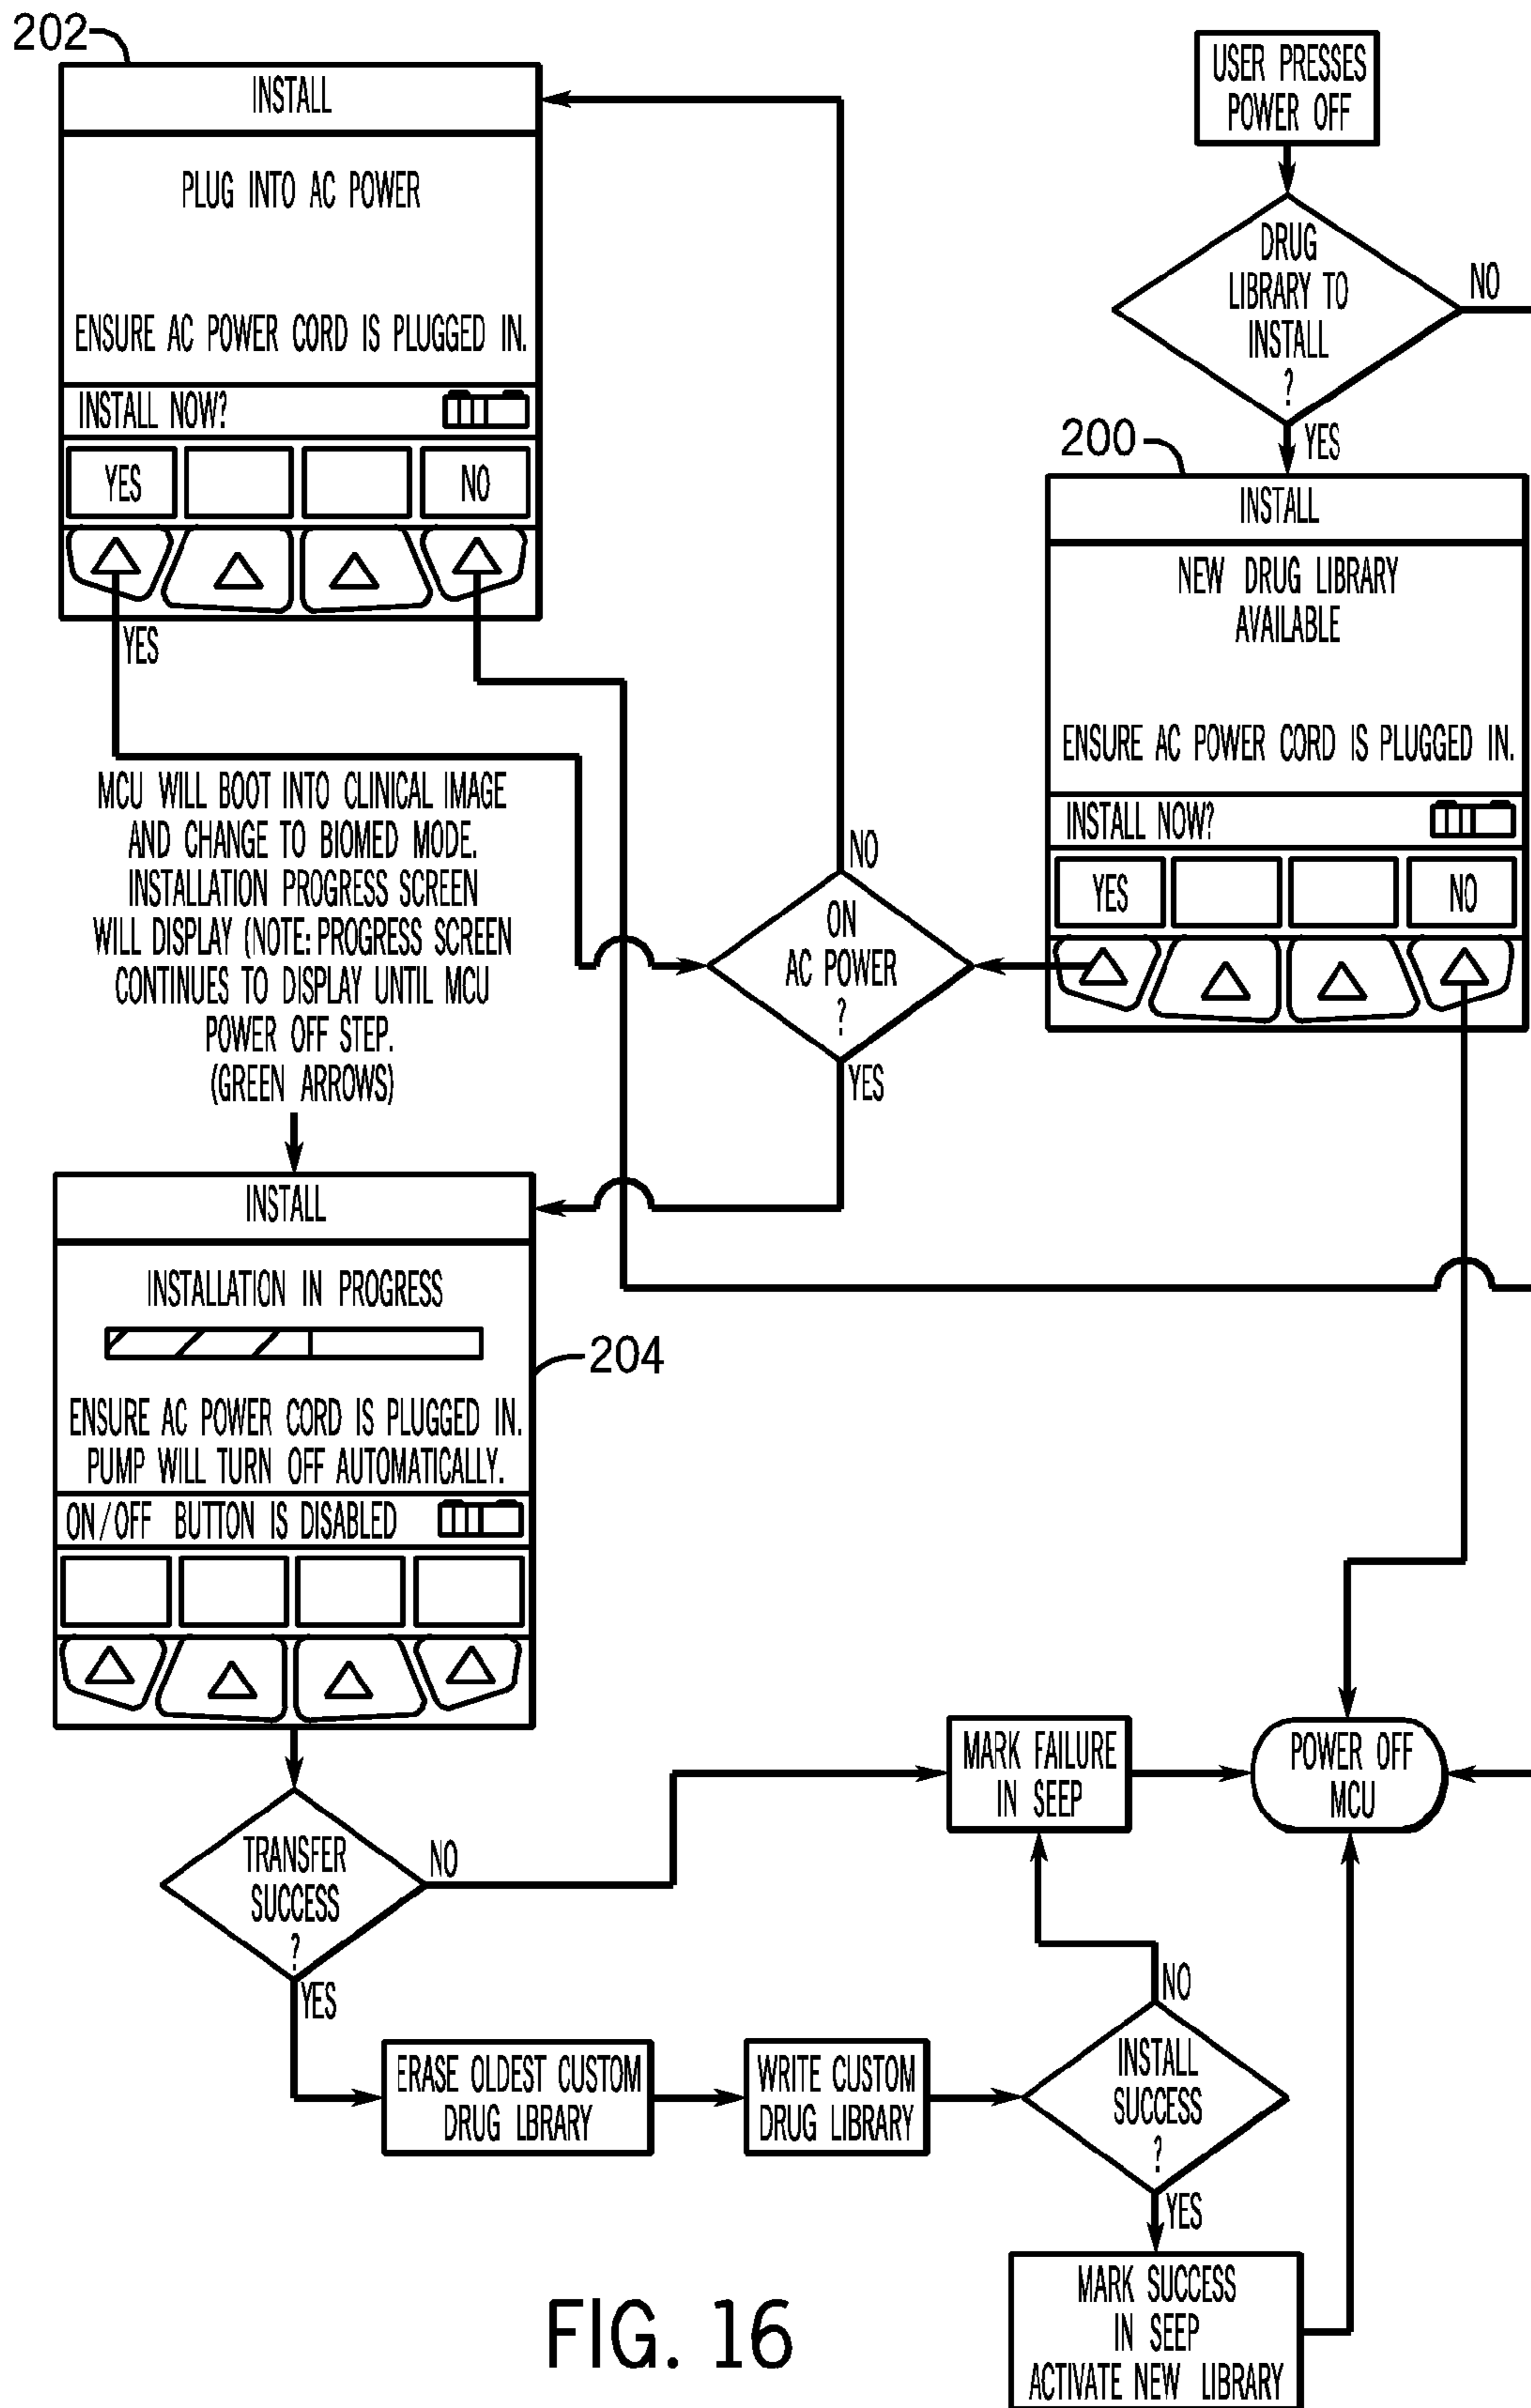 202
INSTALL
PLUG INTO AC POWER
ENSURE AC POWER CORD IS PLUGGED IN.
INSTALL NOW?
YES
NO
YES
USER PRESSES
POWER OFF
DRUG
LIBRARY TO
INSTALL
?
NO
YES
200
INSTALL
NEW DRUG LIBRARY
AVAILABLE
ENSURE AC POWER CORD IS PLUGGED IN.
INSTALL NOW?
YES
NO
NO
ON
AC POWER
?
YES
MCU WILL BOOT INTO CLINICAL IMAGE
AND CHANGE TO BIOMED MODE.
INSTALLATION PROGRESS SCREEN
WILL DISPLAY (NOTE: PROGRESS SCREEN
CONTINUES TO DISPLAY UNTIL MCU
POWER OFF STEP.
(GREEN ARROWS)
INSTALL
INSTALLATION IN PROGRESS
204
ENSURE AC POWER CORD IS PLUGGED IN.
PUMP WILL TURN OFF AUTOMATICALLY.
ON/OFF BUTTON IS DISABLED
TRANSFER
SUCCESS
?
NO
YES
MARK FAILURE
IN SEEP
POWER OFF
MCU
ERASE OLDEST CUSTOM
DRUG LBRARY
WRITE CUSTOM
DRUG LIBRARY
NO
INSTALL
SUCCESS
?
YES
MARK SUCCESS
IN SEEP
ACTIVATE NEW LIBRARY
FIG. 16